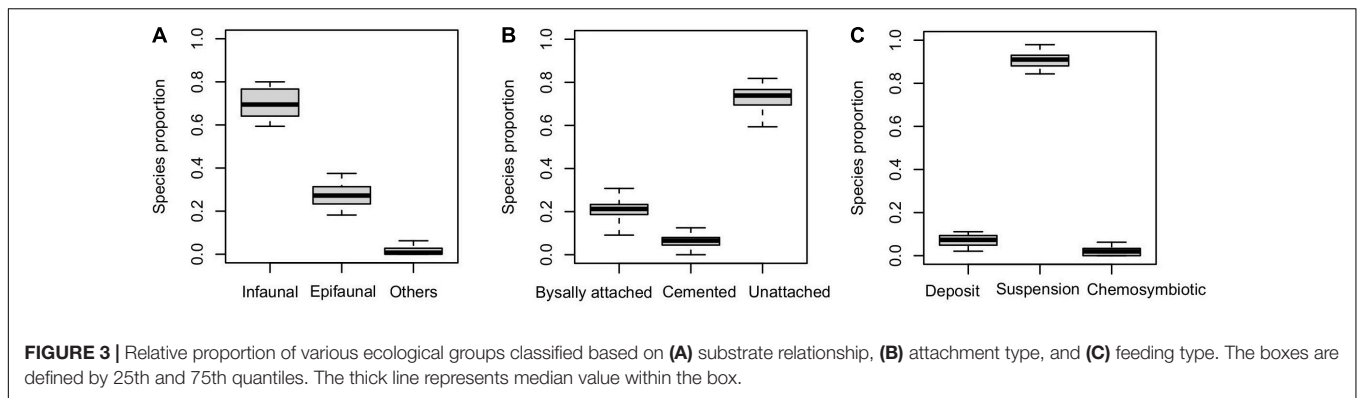 A
Species proportion
1.0
0.8
0.6
0.4
0.2
0.0
Infaunal Epifaunal Others
B
Species proportion
1.0
0.8
0.6
0.4
0.2
0.0
Bysally attached Cemented Unattached
C
Species proportion
1.0
0.8
0.6
0.4
0.2
0.0
Deposit Suspension Chemosymbiotic
FIGURE 3 | Relative proportion of various ecological groups classified based on (A) substrate relationship, (B) attachment type, and (C) feeding type. The boxes are
defined by 25th and 75th quantiles. The thick line represents median value within the box.